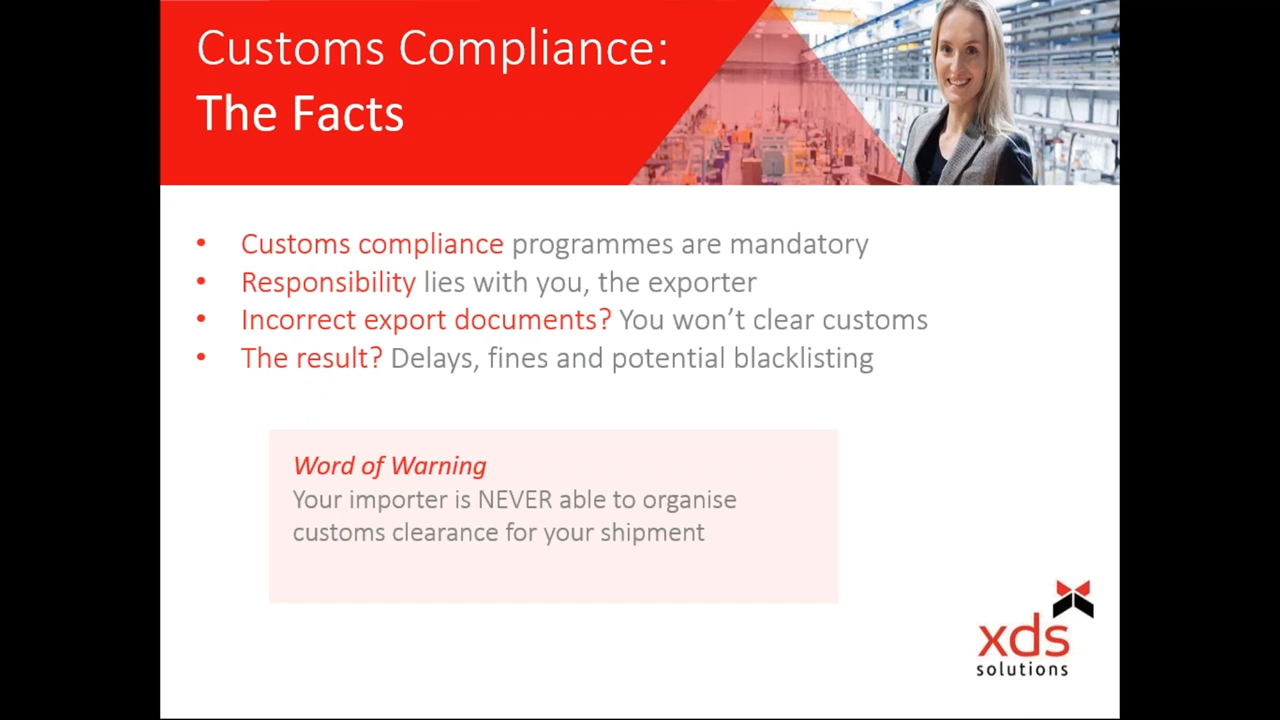 Customs Compliance:
The Facts
• Customs compliance programmes are mandatory
• Responsibility lies with you, the exporter
• Incorrect export documents? You won’t clear customs
• The result? Delays, fines and potential blacklisting
Word of Warning
Your importer is NEVER able to organise
customs clearance for your shipment
xds
solutions